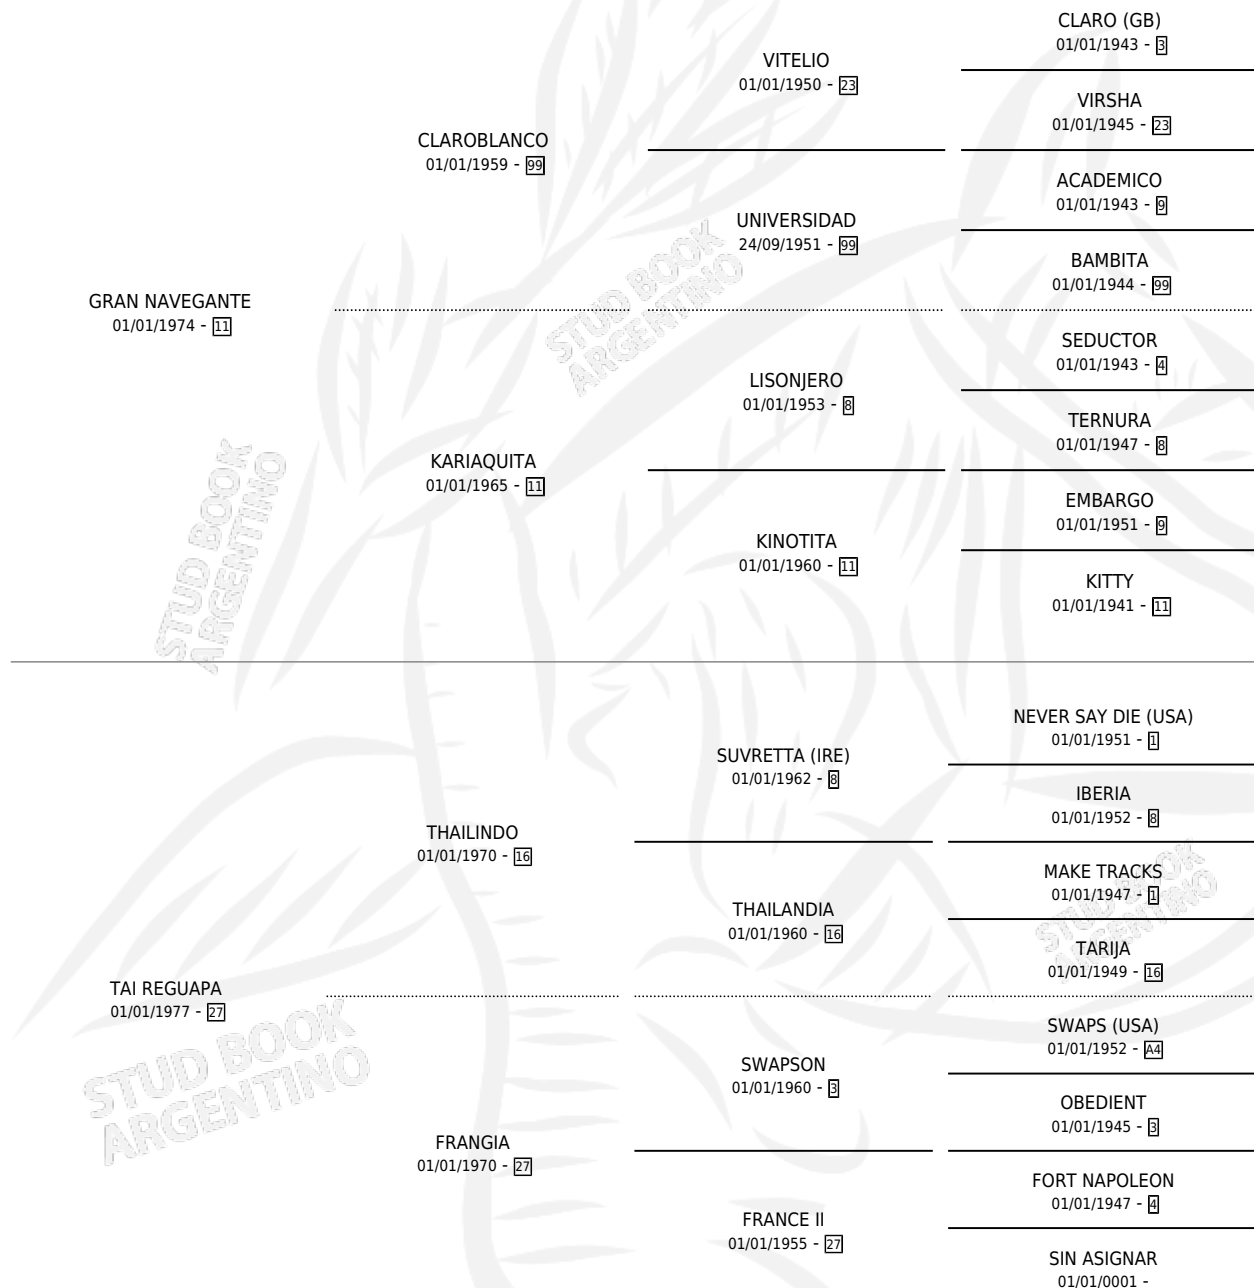 CLARO (GB)
01/01/1943 - 3
VITELIO
01/01/1950 - 23
VIRSHA
01/01/1945 - 23
CLAROBLANCO
01/01/1959 - 99
ACADEMICO
01/01/1943 - 9
UNIVERSIDAD
24/09/1951 - 99
BAMBITA
01/01/1944 - 99
GRAN NAVEGANTE
01/01/1974 - 11
SEDUCTOR
01/01/1943 - 4
LISONJERO
01/01/1953 - 8
TERNURA
01/01/1947 - 8
KARIAQUITA
01/01/1965 - 11
EMBARGO
01/01/1951 - 9
KINOTITA
01/01/1960 - 11
KITTY
01/01/1941 - 11
NEVER SAY DIE (USA)
01/01/1951 - 1
SUVRETTA (IRE)
01/01/1962 - 8
IBERIA
01/01/1952 - 8
THAILINDO
01/01/1970 - 16
MAKE TRACKS
01/01/1947 - 1
THAILANDIA
01/01/1960 - 16
TARIJA
01/01/1949 - 16
TAI REGUAPA
01/01/1977 - 27
SWAPS (USA)
01/01/1952 - A4
SWAPSON
01/01/1960 - 3
OBEDIENT
01/01/1945 - 3
FRANGIA
01/01/1970 - 27
FORT NAPOLEON
01/01/1947 - 4
FRANCE II
01/01/1955 - 27
SIN ASIGNAR
01/01/0001 -
STUD BOOK
ARGENTINO
STUD BOOK
ARGENTINO
STUD BOOK
ARGENTINO
STUD BOOK
ARGENTINO